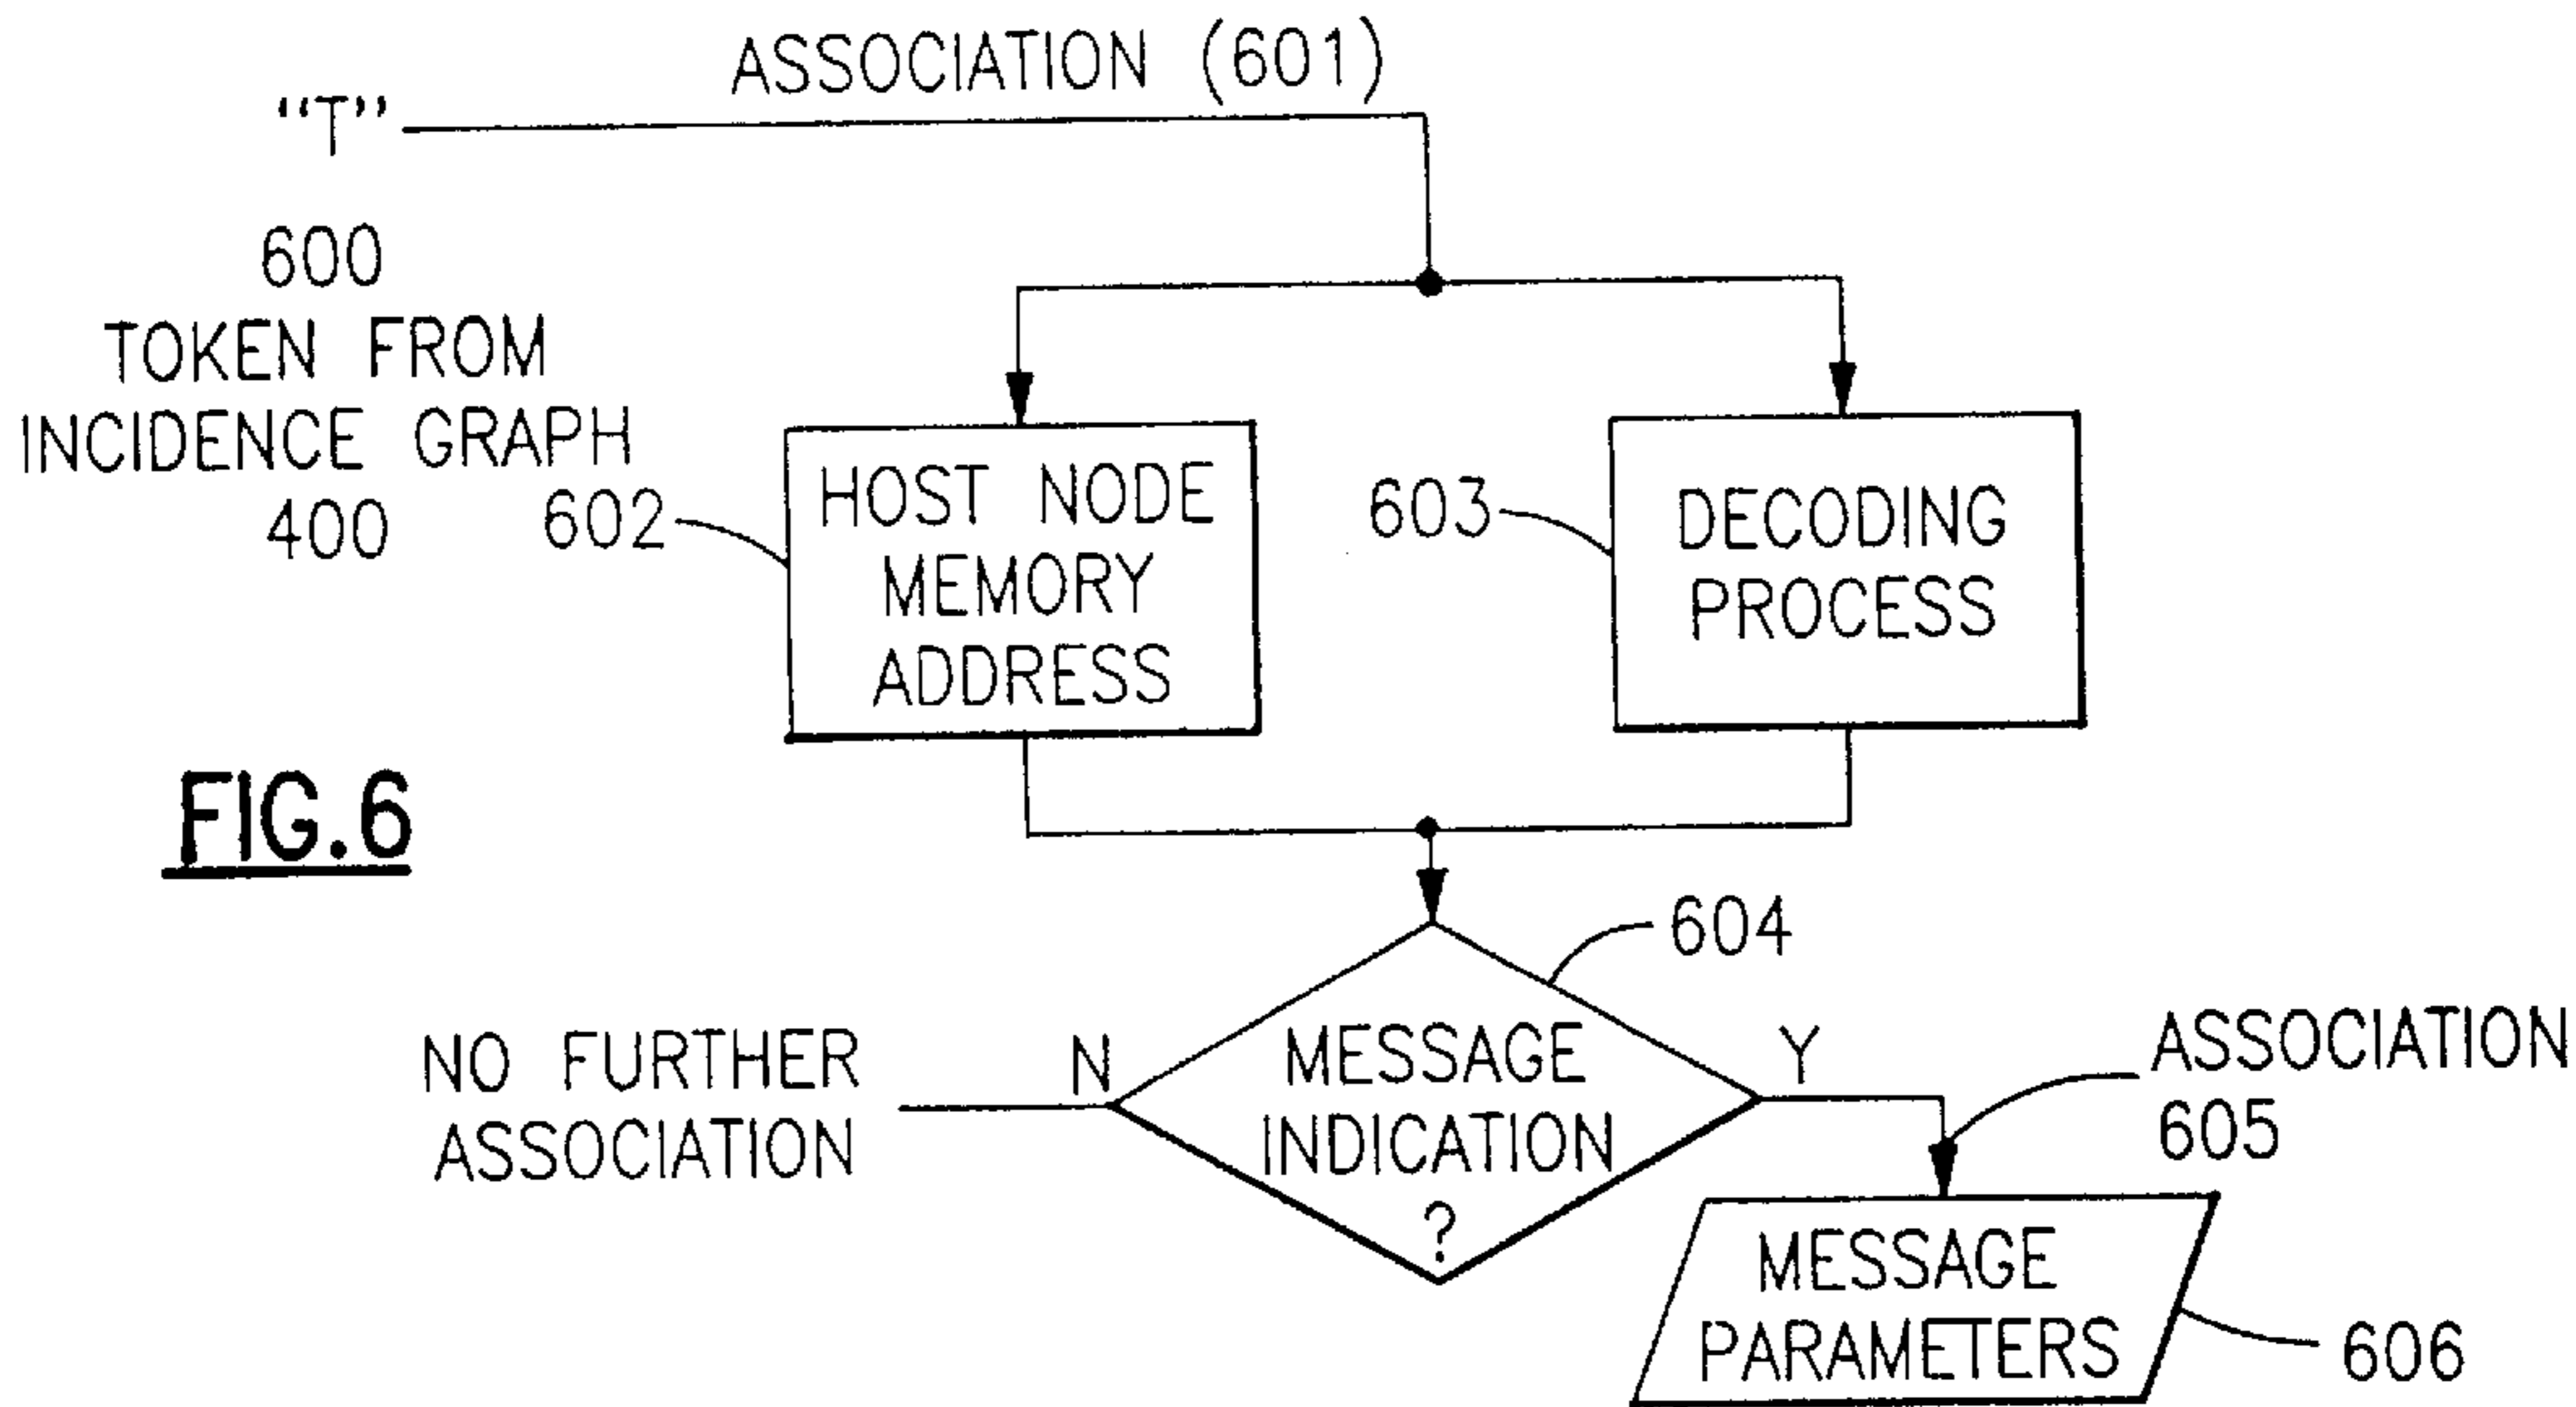 ASSOCIATION (601)
“T”
600
TOKEN FROM
INCIDENCE GRAPH
400
602
HOST NODE
MEMORY
ADDRESS
603
DECODING
PROCESS
FIG.6
604
NO FURTHER
ASSOCIATION
N
MESSAGE
INDICATION
?
Y
ASSOCIATION
605
MESSAGE
PARAMETERS
606